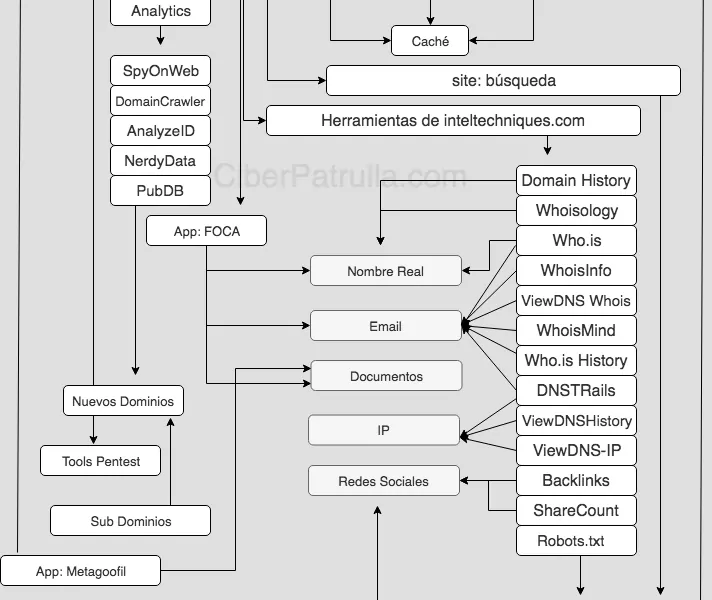 Analytics
Caché
SpyOnWeb
site: búsqueda
DomainCrawler
Herramientas de inteltechniques.com
AnalyzeID
NerdyData
CiberPatrulla.com
PubDB
Domain History
Whoisology
App: FOCA
Who.is
Nombre Real
WhoisInfo
ViewDNS Whois
Email
WhoisMind
Who.is History
Documentos
DNSTRails
Nuevos Dominios
ViewDNSHistory
IP
ViewDNS-IP
Tools Pentest
Redes Sociales
Backlinks
ShareCount
Sub Dominios
Robots.txt
App: Metagoofil